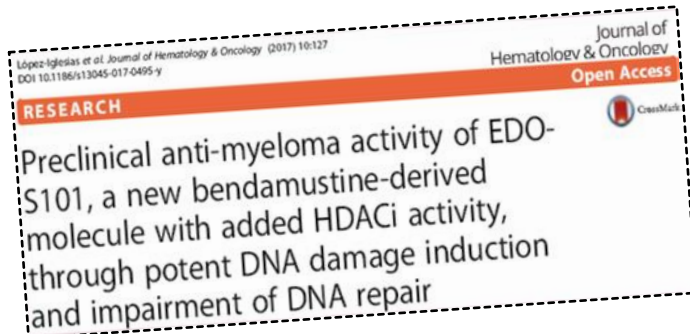 López-Iglesias et al. Journal of Hematology & Oncology (2017) 10:127
DOI 10.1186/s13045-017-0495-y
Journal of
Hematology & Oncology
RESEARCH
Open Access
CrossMark
Preclinical anti-myeloma activity of EDO-
S101, a new bendamustine-derived
molecule with added HDACi activity,
through potent DNA damage induction
and impairment of DNA repair